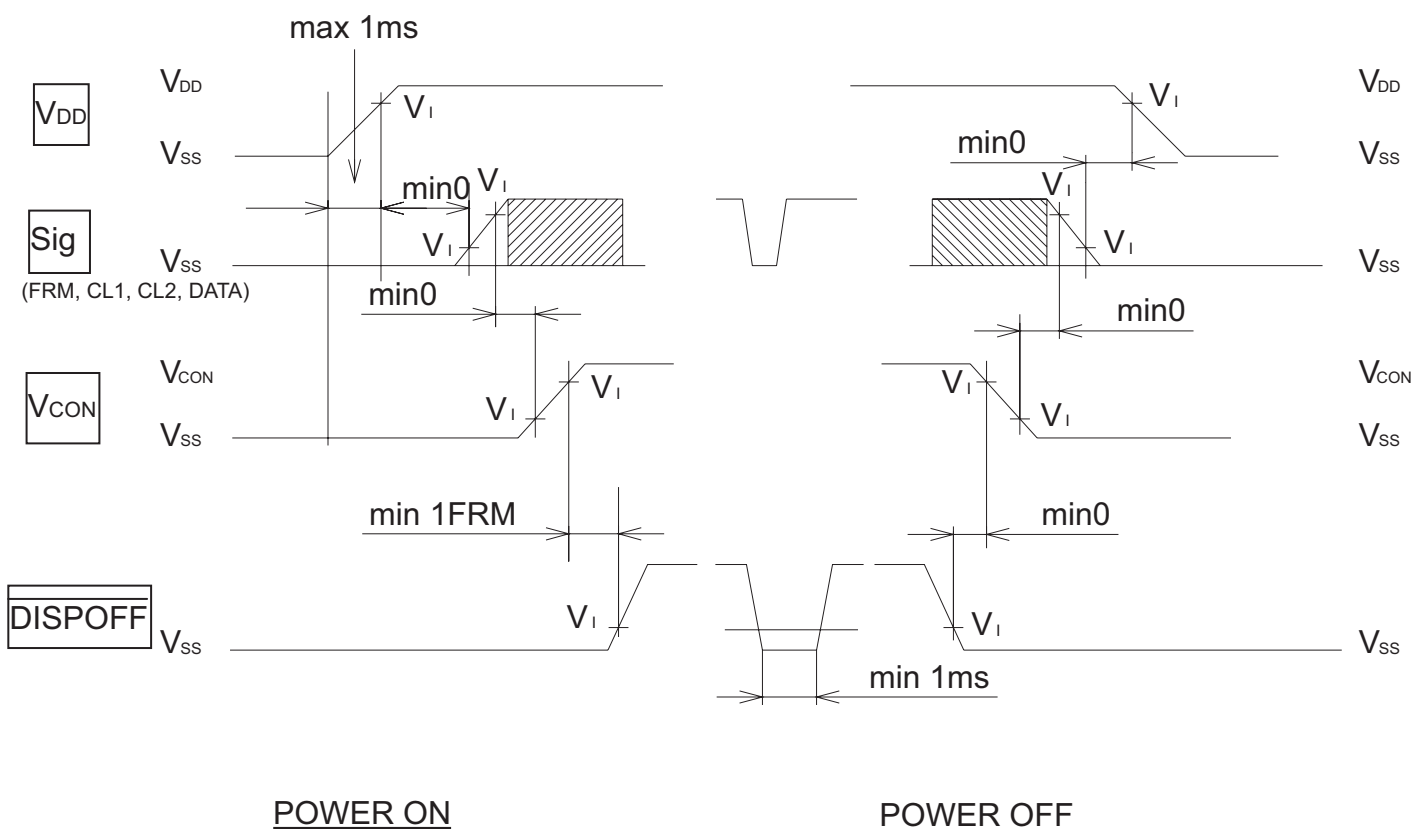 max 1ms
VDD
VDD
VI
VI
VDD
VSS
min0
VSS
min0
VI
VI
Sig
VI
VI
VSS
VSS
(FRM, CL1, CL2, DATA)
min0
min0
VCON
VCON
VCON
VI
VI
VI
VI
VSS
VSS
min 1FRM
min0
DISPOFF
VI
VI
VSS
VSS
min 1ms
POWER ON
POWER OFF